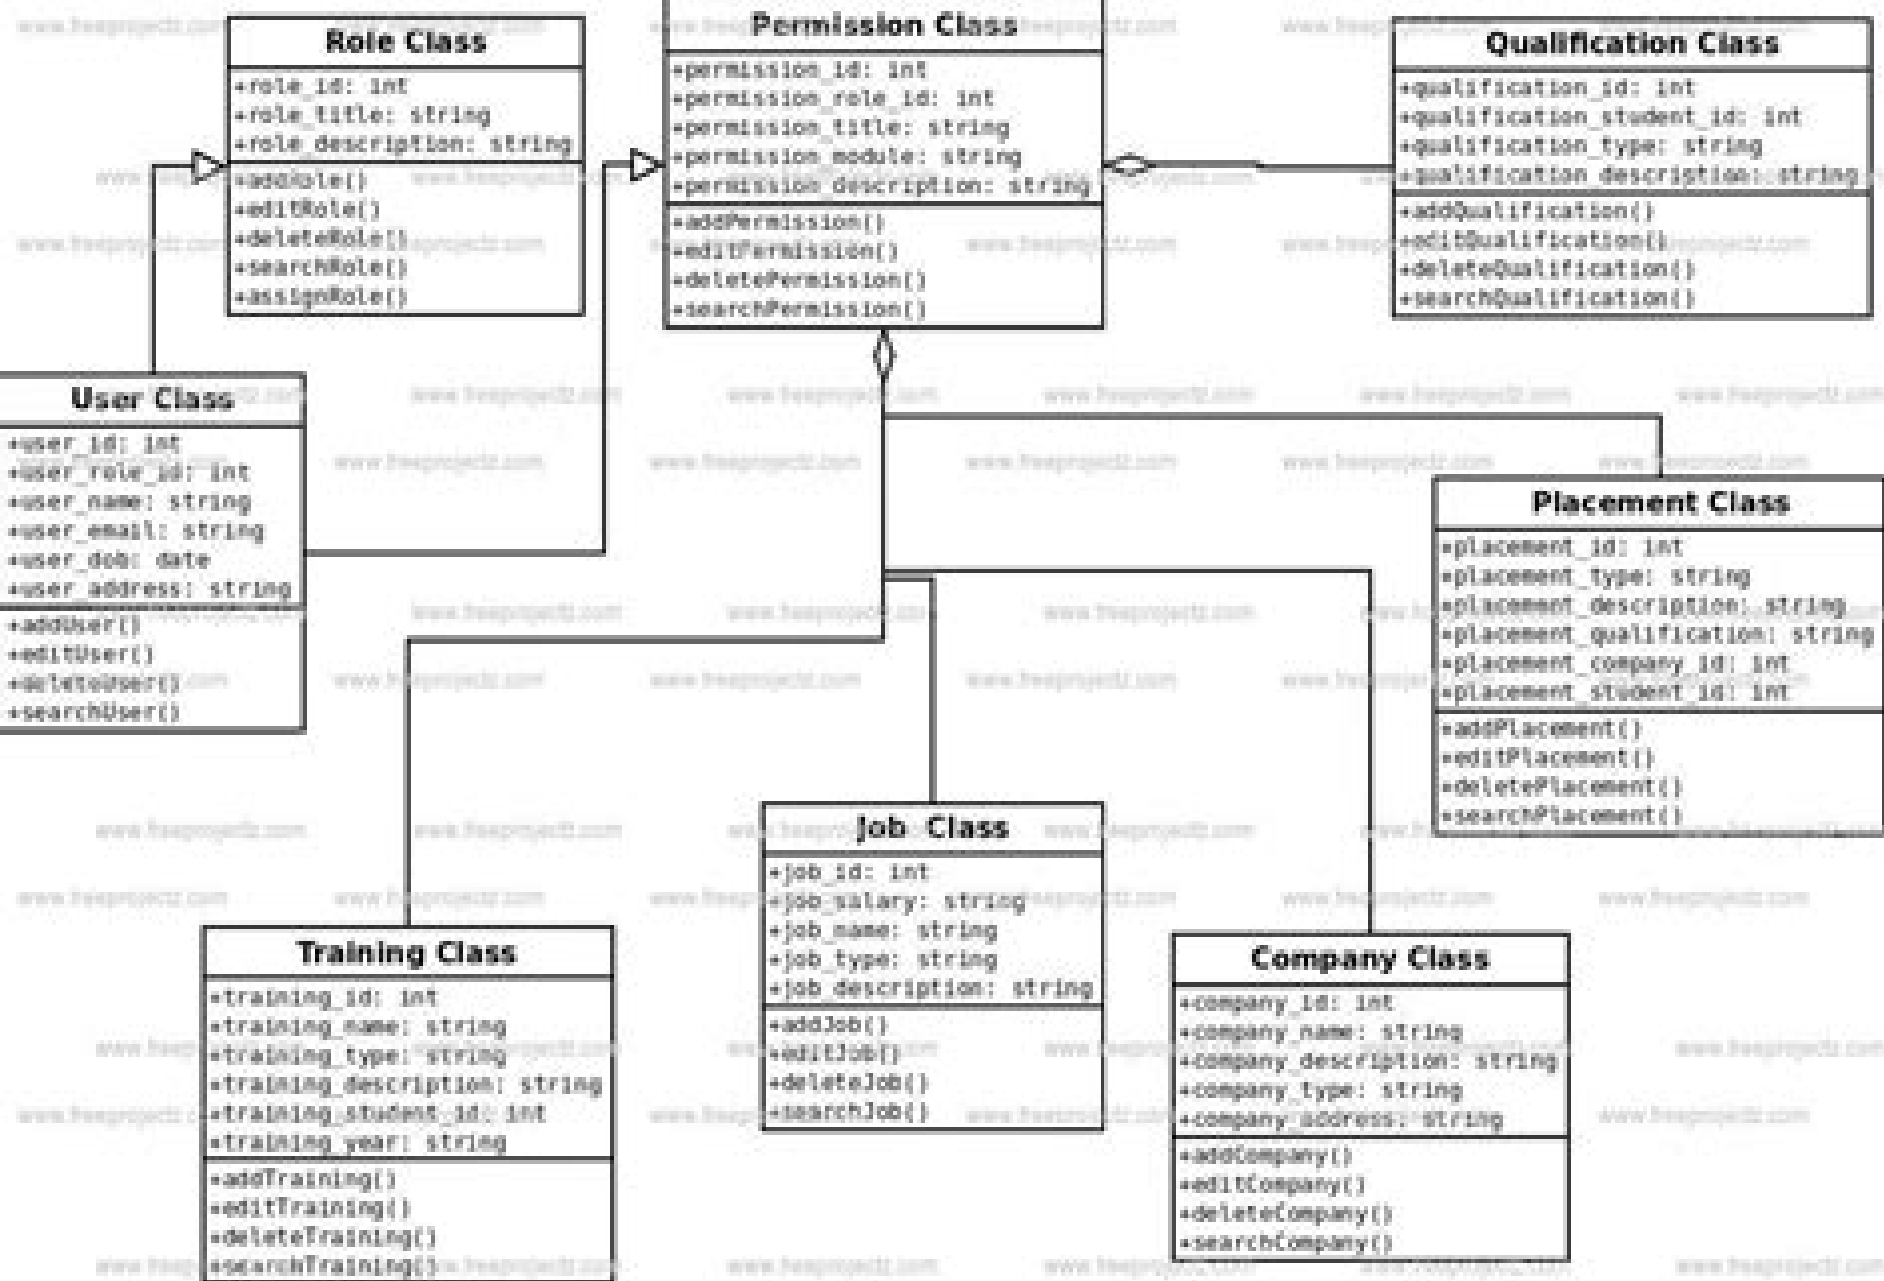 Role Class
+role_id: int
+role_title: string
+role_description: string
+addRole()
+editRole()
+deleteRole()
+searchRole()
+assignRole()
Permission Class
+permission_id: int
+permission_role_id: int
+permission_title: string
+permission_module: string
+permission_description: string
+addPermission()
+editPermission()
+deletePermission()
+searchPermission()
Qualification Class
+qualification_id: int
+qualification_student_id: int
+qualification_type: string
+qualification_description: string
+addQualification()
+editQualification()
+deleteQualification()
+searchQualification()
User Class
+user_id: int
+user_role_id: int
+user_name: string
+user_email: string
+user_dob: date
+user_address: string
+addUser()
+editUser()
+deleteUser()
+searchUser()
Placement Class
+placement_id: int
+placement_type: string
+placement_description: string
+placement_qualification: string
+placement_company_id: int
+placement_student_id: int
+addPlacement()
+editPlacement()
+deletePlacement()
+searchPlacement()
Job Class
+job_id: int
+job_salary: string
+job_name: string
+job_type: string
+job_description: string
+addJob()
+editJob()
+deleteJob()
+searchJob()
Training Class
+training_id: int
+training_name: string
+training_type: string
+training_description: string
+training_student_id: int
+training_year: string
+addTraining()
+editTraining()
+deleteTraining()
+searchTraining()
Company Class
+company_id: int
+company_name: string
+company_description: string
+company_type: string
+company_address: string
+addCompany()
+editCompany()
+deleteCompany()
+searchCompany()
www.freeprojectz.com